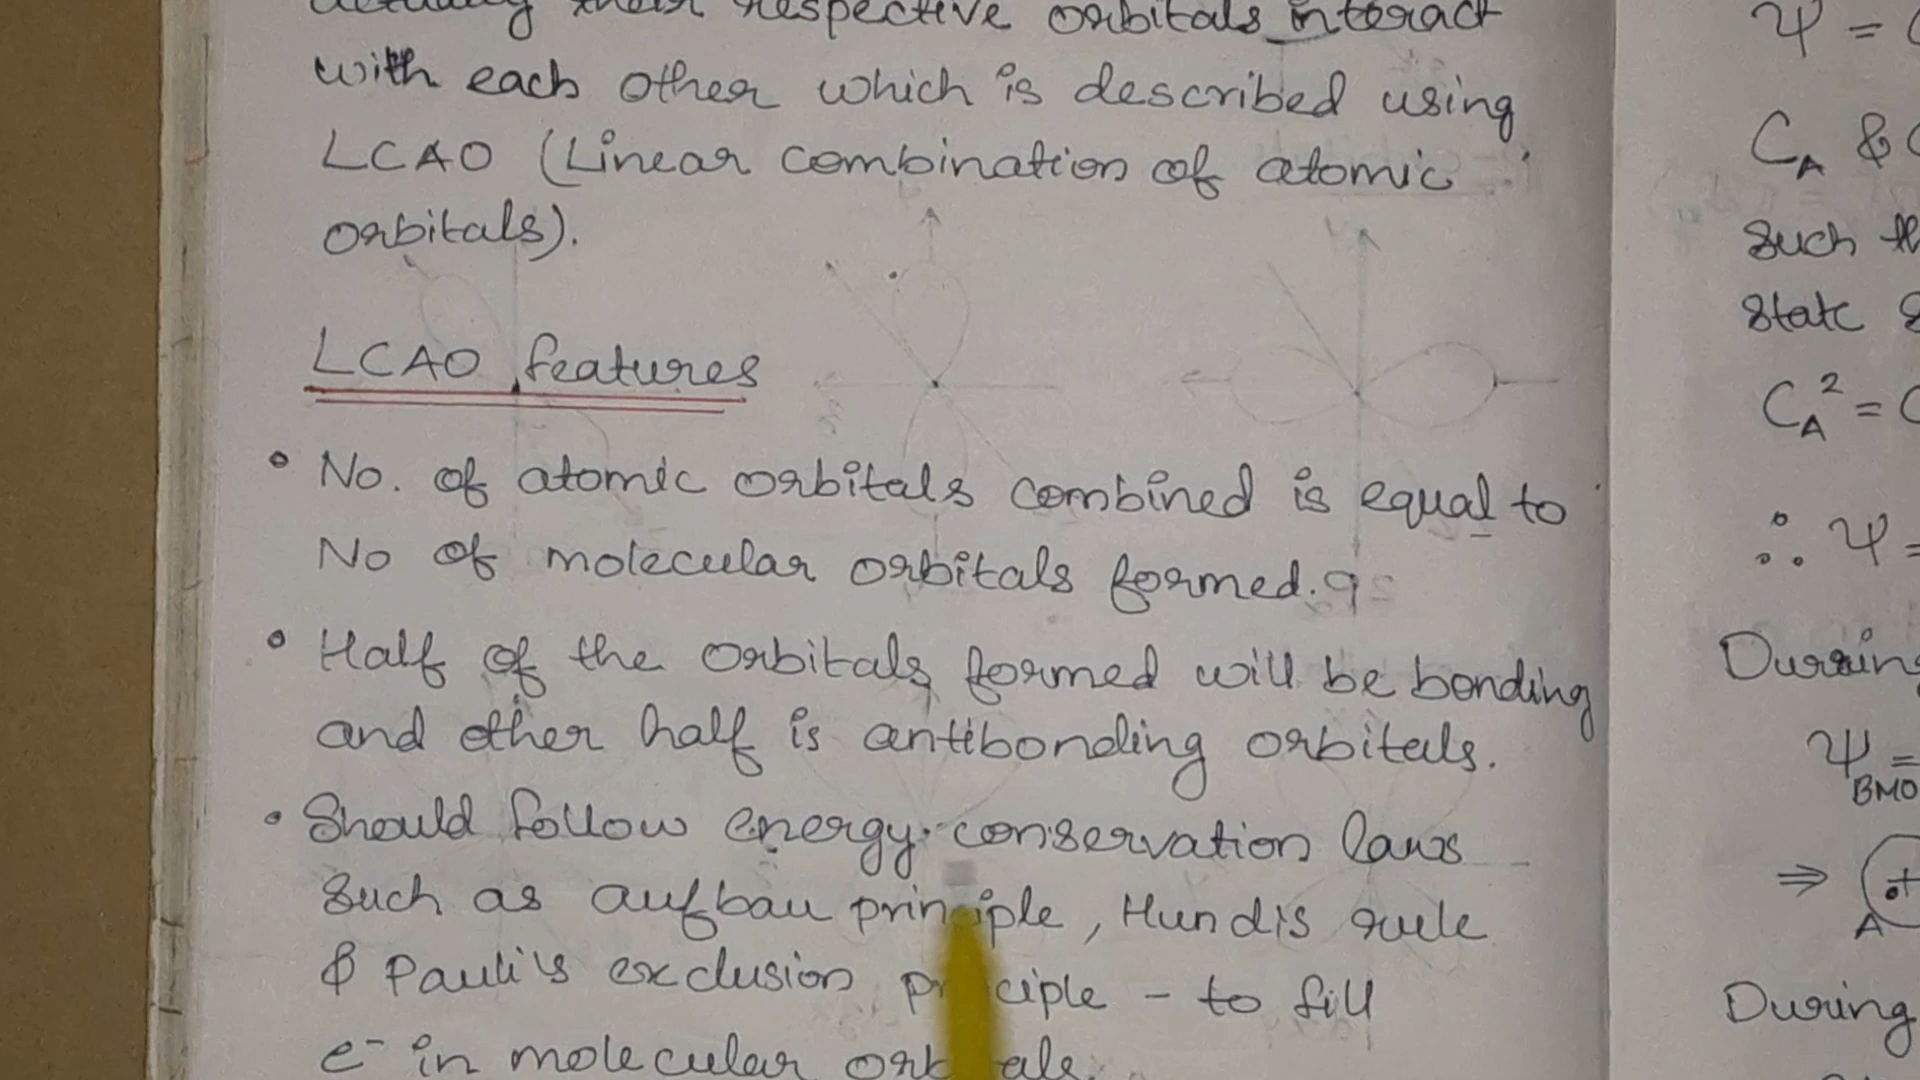 respective orbitals interact
with each other which is described using
LCAO (Linear combination of atomic
orbitals).
LCAO features
• No. of atomic orbitals combined is equal to
No of molecular orbitals formed.
• Half of the orbitals formed will be bonding
and other half is antibonding orbitals.
• Should follow energy conservation laws
such as aufbau principle, Hund's rule
& Pauli's exclusion principle - to fill
e⁻ in molecular
Ψ =
C_A &
such
state
C_A² =
∴ Ψ =
Ψ_BMO =
⇒ +
A
During